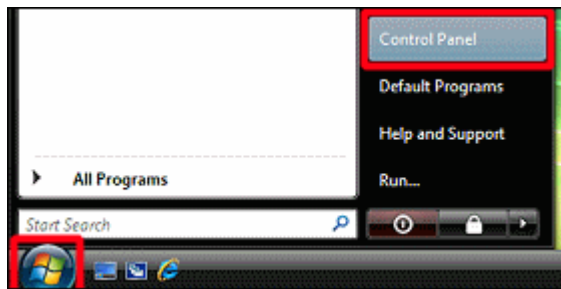 Control Panel
Default Programs
Help and Support
All Programs
Run...
Start Search